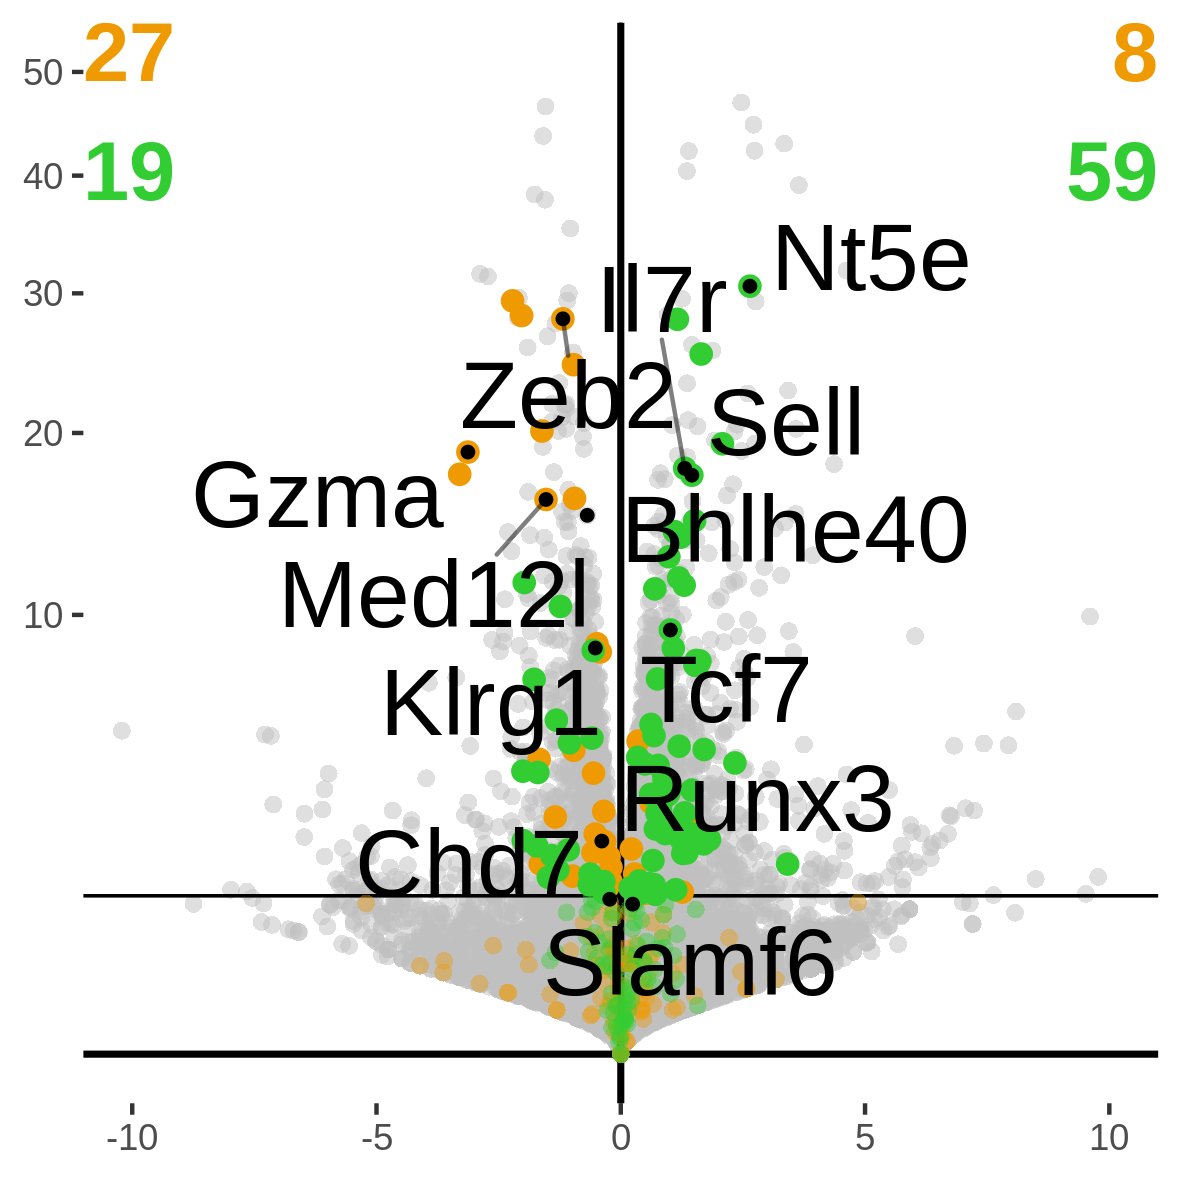 50 27 8
40 19 59
Nt5e
30 Il7r
Zeb2
20 Sell
Gzma
Bhlhe40
Med12l
10
Klrg1 Tcf7
Runx3
Chd7
Slamf6
-10 -5 0 5 10